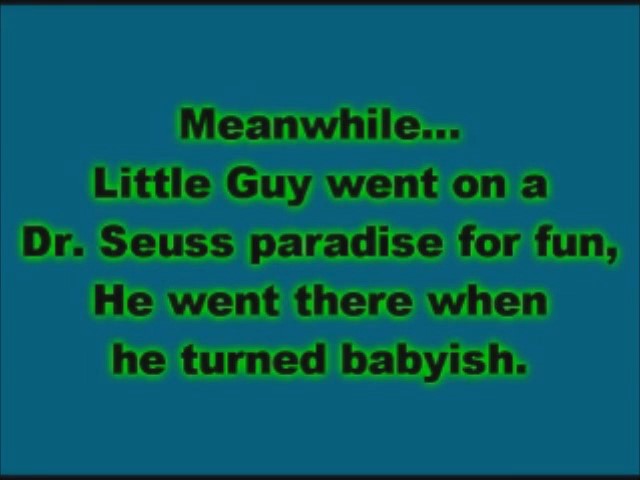 Meanwhile...
Little Guy went on a
Dr. Seuss paradise for fun,
He went there when
he turned babyish.